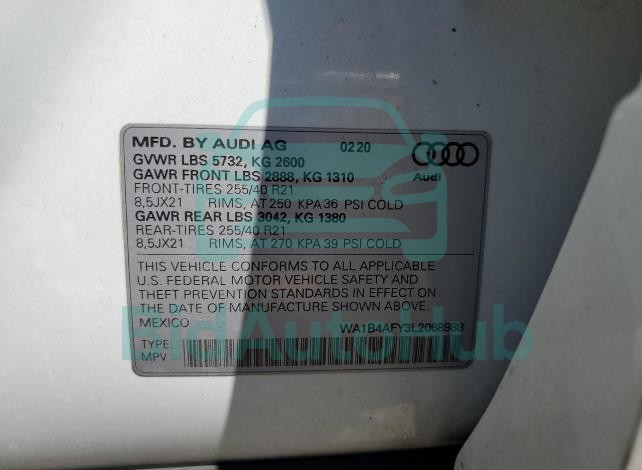 MFD. BY AUDI AG 0220
GVWR LBS 5732, KG 2600
GAWR FRONT LBS 2888, KG 1310
Audi
FRONT-TIRES 255/40 R21
8,5JX21 RIMS, AT 250 KPA 36 PSI COLD
GAWR REAR LBS 3042, KG 1380
REAR-TIRES 255/40 R21
8,5JX21 RIMS, AT 270 KPA 39 PSI COLD
THIS VEHICLE CONFORMS TO ALL APPLICABLE
U.S. FEDERAL MOTOR VEHICLE SAFETY AND
THEFT PREVENTION STANDARDS IN EFFECT ON
THE DATE OF MANUFACTURE SHOWN ABOVE.
MEXICO WA1B4AFY3L2068968
TYPE:
MPV
BidAutoHub